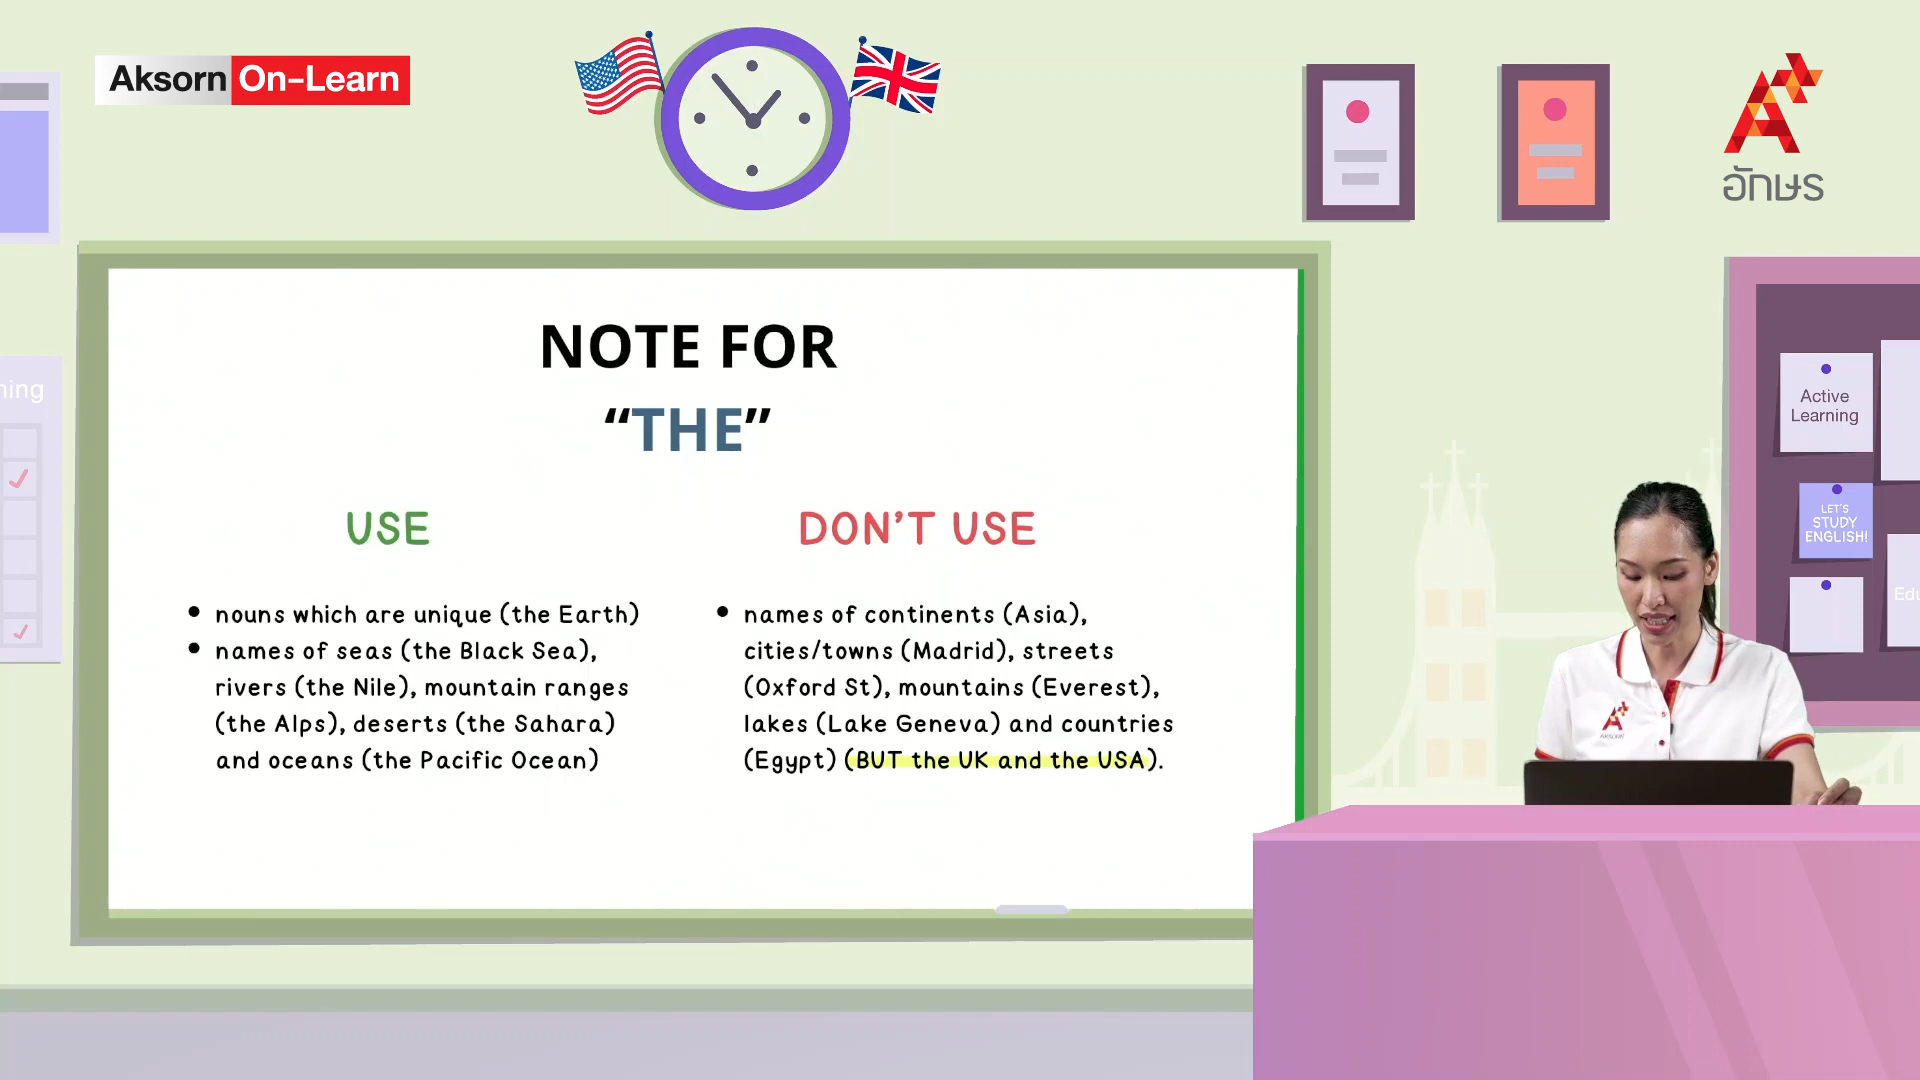 Aksorn On-Learn
อักษร
NOTE FOR
“THE”
USE
• nouns which are unique (the Earth)
• names of seas (the Black Sea),
rivers (the Nile), mountain ranges
(the Alps), deserts (the Sahara)
and oceans (the Pacific Ocean)
DON’T USE
• names of continents (Asia),
cities/towns (Madrid), streets
(Oxford St), mountains (Everest),
lakes (Lake Geneva) and countries
(Egypt) (BUT the UK and the USA).
Active
Learning
LET'S
STUDY
ENGLISH!